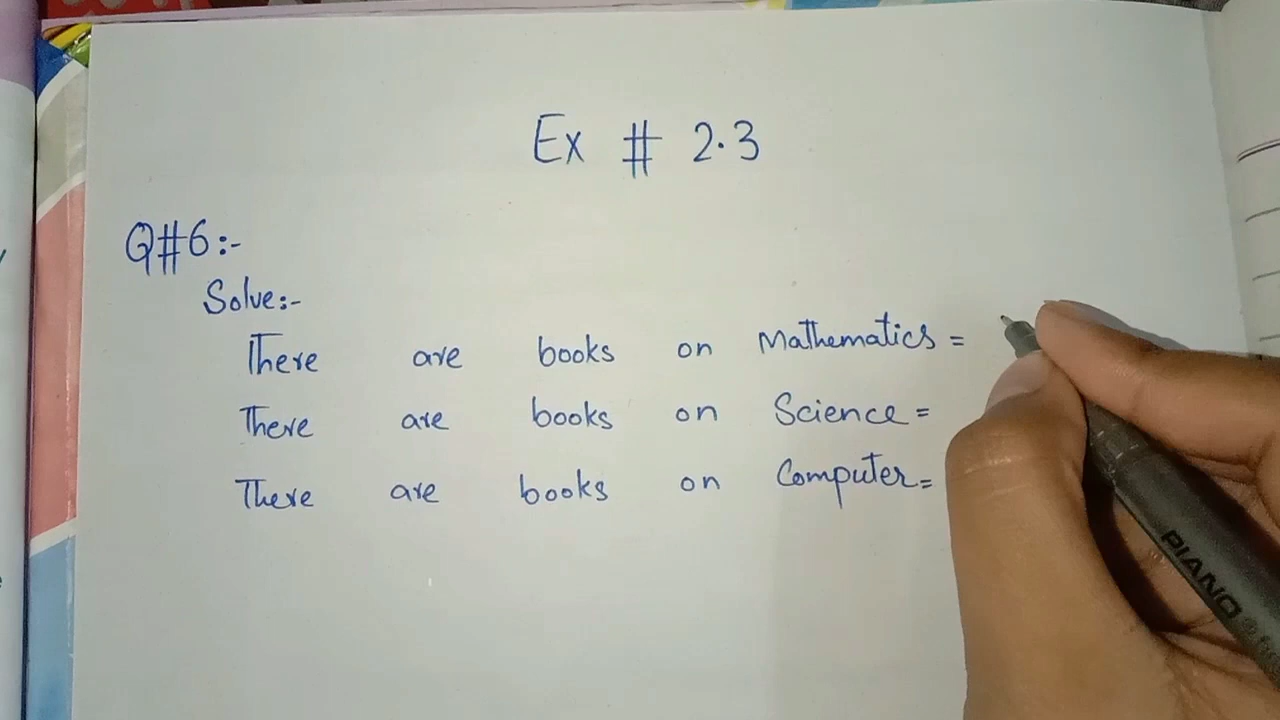 Ex # 2.3
Q#6:-
Solve:-
There are books on Mathematics =
There are books on Science =
There are books on Computer =
PIANO